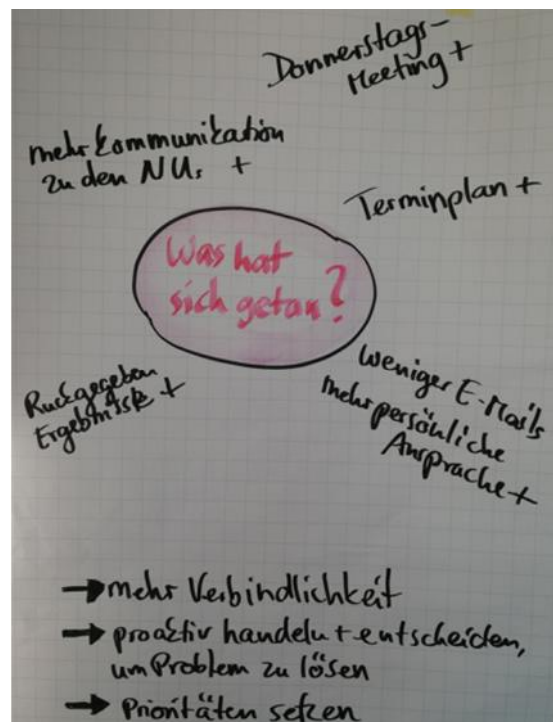 Donnerstags-
Meeting +
mehr Kommunikation
zu den NUs +
Terminplan +
Was hat
sich getan?
Weniger E-Mails
mehr persönliche
Ansprache +
Rückgegeben
Ergebnisse +
→ mehr Verbindlichkeit
→ proaktiv handeln + entscheiden,
um Problem zu lösen
→ Prioritäten setzen